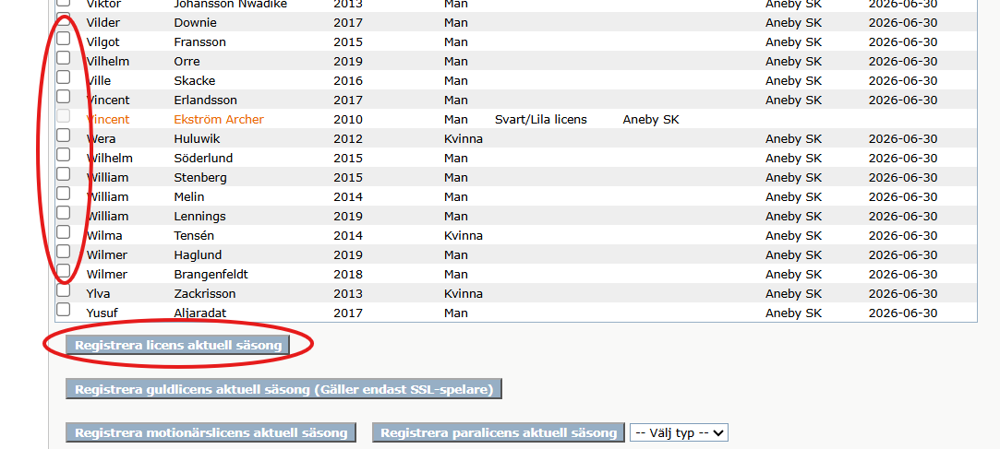 Viktor Johansson Nwadike 2013 Man Aneby SK 2026-06-30
Vilder Downie 2017 Man Aneby SK 2026-06-30
Vilgot Fransson 2015 Man Aneby SK 2026-06-30
Vilhelm Orre 2019 Man Aneby SK 2026-06-30
Ville Skacke 2016 Man Aneby SK 2026-06-30
Vincent Erlandsson 2017 Man Aneby SK 2026-06-30
Vincent Ekström Archer 2010 Man Svart/Lila licens Aneby SK
Wera Huluwik 2012 Kvinna Aneby SK 2026-06-30
Wilhelm Söderlund 2015 Man Aneby SK 2026-06-30
William Stenberg 2015 Man Aneby SK 2026-06-30
William Melin 2014 Man Aneby SK 2026-06-30
William Lennings 2019 Man Aneby SK 2026-06-30
Wilma Tensén 2014 Kvinna Aneby SK 2026-06-30
Wilmer Haglund 2019 Man Aneby SK 2026-06-30
Wilmer Brangenfeldt 2018 Man Aneby SK 2026-06-30
Ylva Zackrisson 2013 Kvinna Aneby SK 2026-06-30
Yusuf Aljaradat 2017 Man Aneby SK 2026-06-30
Registrera licens aktuell säsong
Registrera guldlicens aktuell säsong (Gäller endast SSL-spelare)
Registrera motionärslicens aktuell säsong Registrera paralicens aktuell säsong -- Välj typ --